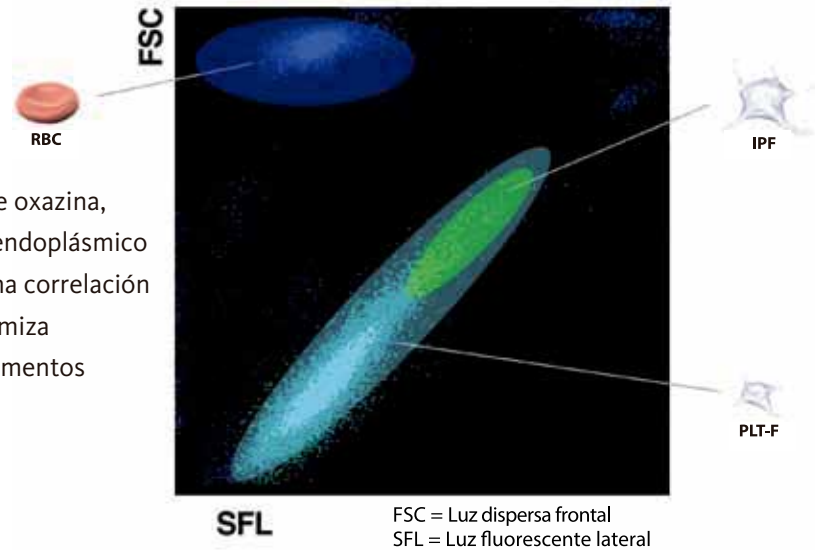 FSC
RBC
IPF
e oxazina,
endoplásmico
na correlación
miza
mentos
PLT-F
SFL
FSC = Luz dispersa frontal
SFL = Luz fluorescente lateral